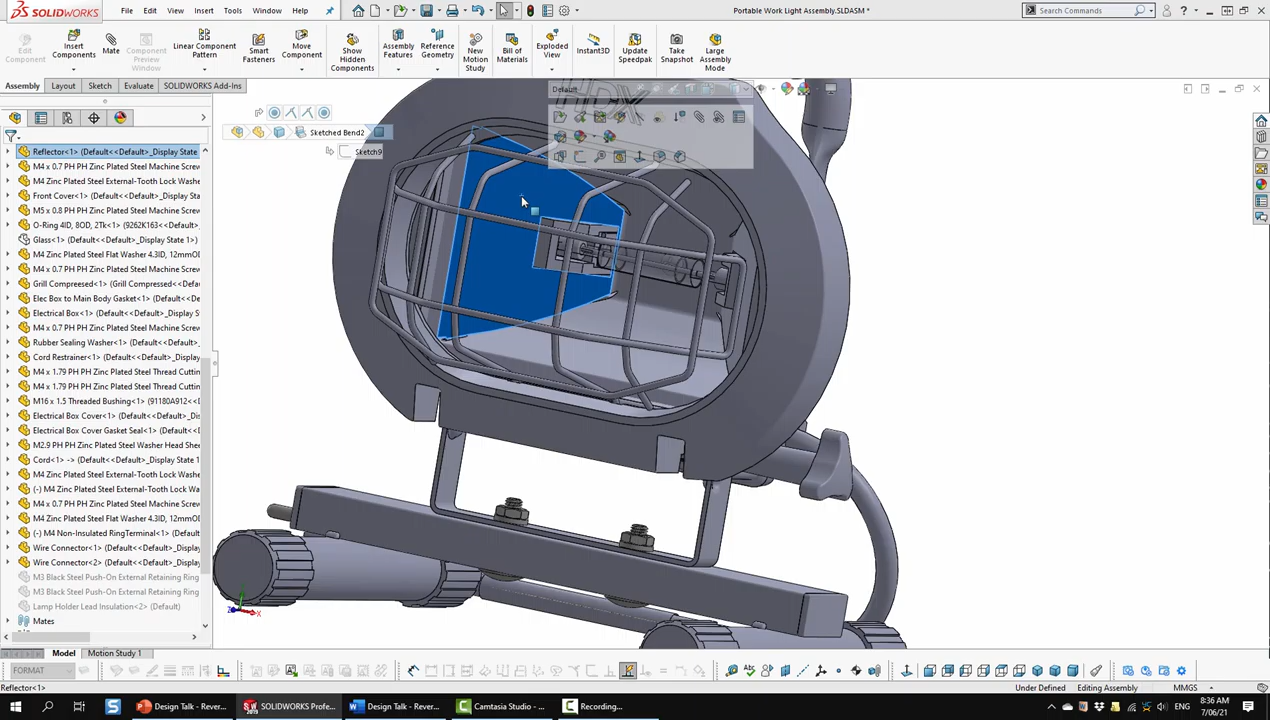 SOLIDWORKS
File Edit View Insert Tools Window Help
Portable Work Light Assembly.SLDASM *
Search Commands
Edit Component
Insert Components
Mate
Component Preview Window
Linear Component Pattern
Smart Fasteners
Move Component
Show Hidden Components
Assembly Features
Reference Geometry
New Motion Study
Bill of Materials
Exploded View
Instant3D
Update Speedpak
Take Snapshot
Large Assembly Mode
Assembly Layout Sketch Evaluate SOLIDWORKS Add-Ins
Default
HDX
Sketched Bend2
Sketch9
Reflector<1> (Default<<Default>_Display State
M4 x 0.7 PH PH Zinc Plated Steel Machine Screw
M4 Zinc Plated Steel External-Tooth Lock Washe
Front Cover<1> (Default<<Default>_Display Sta
M5 x 0.8 PH PH Zinc Plated Steel Machine Screw
O-Ring 4ID, 8OD, 2Tk<1> (9262K163<<Default>
Glass<1> (Default<<Default>_Display State 1>)
M4 Zinc Plated Steel Flat Washer 4.3ID, 12mmOD
M4 x 0.7 PH PH Zinc Plated Steel Machine Screw
Grill Compressed<1> (Grill Compressed<<Defau
Elec Box to Main Body Gasket<1> (Default<<Def
Electrical Box<1> (Default<<Default>_Display St
M4 x 0.7 PH PH Zinc Plated Steel Machine Screw
Rubber Sealing Washer<1> (Default<<Default>
Cord Restrainer<1> (Default<<Default>_Display
M4 x 1.79 PH PH Zinc Plated Steel Thread Cuttin
M4 x 1.79 PH PH Zinc Plated Steel Thread Cuttin
M16 x 1.5 Threaded Bushing<1> (91180A912<<D
Electrical Box Cover<1> (Default<<Default>_Dis
Electrical Box Cover Gasket Seal<1> (Default<<D
M2.9 PH PH Zinc Plated Steel Washer Head Shee
Cord<1> -> (Default<<Default>_Display State 1
M4 Zinc Plated Steel External-Tooth Lock Washe
(-) M4 Zinc Plated Steel External-Tooth Lock Wa
M4 x 0.7 PH PH Zinc Plated Steel Machine Screw
M4 Zinc Plated Steel Flat Washer 4.3ID, 12mmOD
(-) M4 Non-Insulated RingTerminal<1> (Default
Wire Connector<1> (Default<<Default>_Display
Wire Connector<2> (Default<<Default>_Display
M3 Black Steel Push-On External Retaining Ring
Lamp Holder Lead Insulation<2> (Default)
Mates
Model Motion Study 1
FORMAT
Reflector<1>
Under Defined Editing Assembly MMGS
Design Talk - Rever...
SOLIDWORKS Profe...
Design Talk - Rever...
Camtasia Studio - ...
Recording...
ENG
8:36 AM
7/06/21